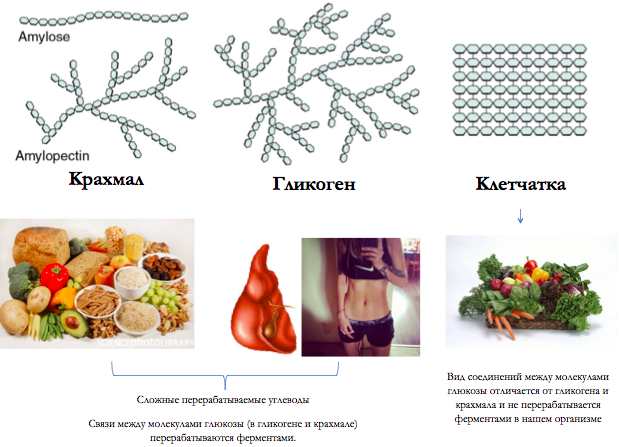 Amylose
Amylopectin
Крахмал
Гликоген
Клетчатка
SCIENCEPHOTOLIBRARY
Сложные перерабатываемые углеводы
Связи между молекулами глюкозы (в гликогене и крахмале)
перерабатываются ферментами.
Вид соединений между молекулами
глюкозы отличается от гликогена и
крахмала и не перерабатывается
ферментами в нашем организме